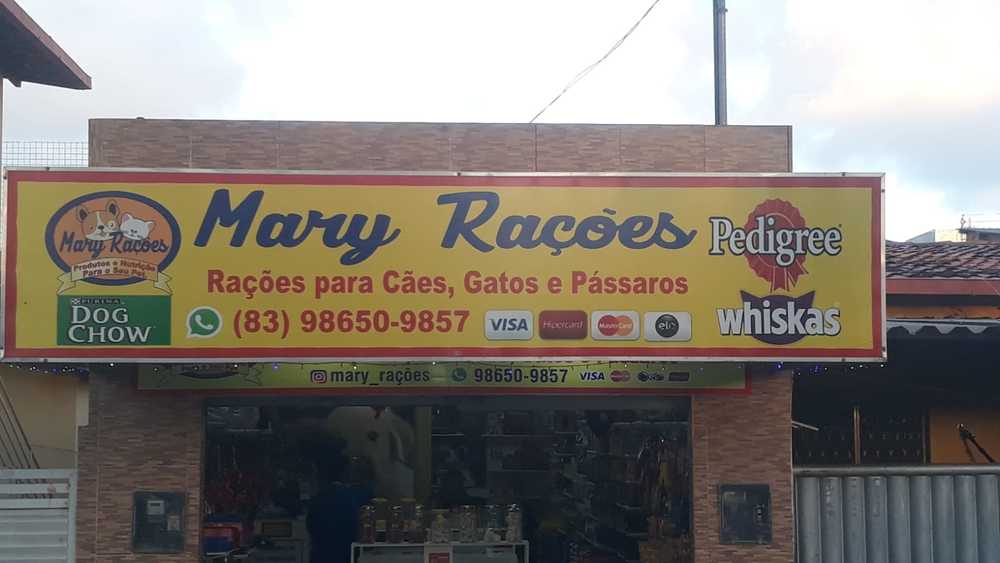 Mary Rações
Mary Racoes
Produtos e Nutrição
Para o Seu Pet
Rações para Cães, Gatos e Pássaros
PURINA
DOG
CHOW
(83) 98650-9857
VISA
Hipercard
MasterCard
elo
Pedigree
whiskas
mary_rações
98650-9857
VISA